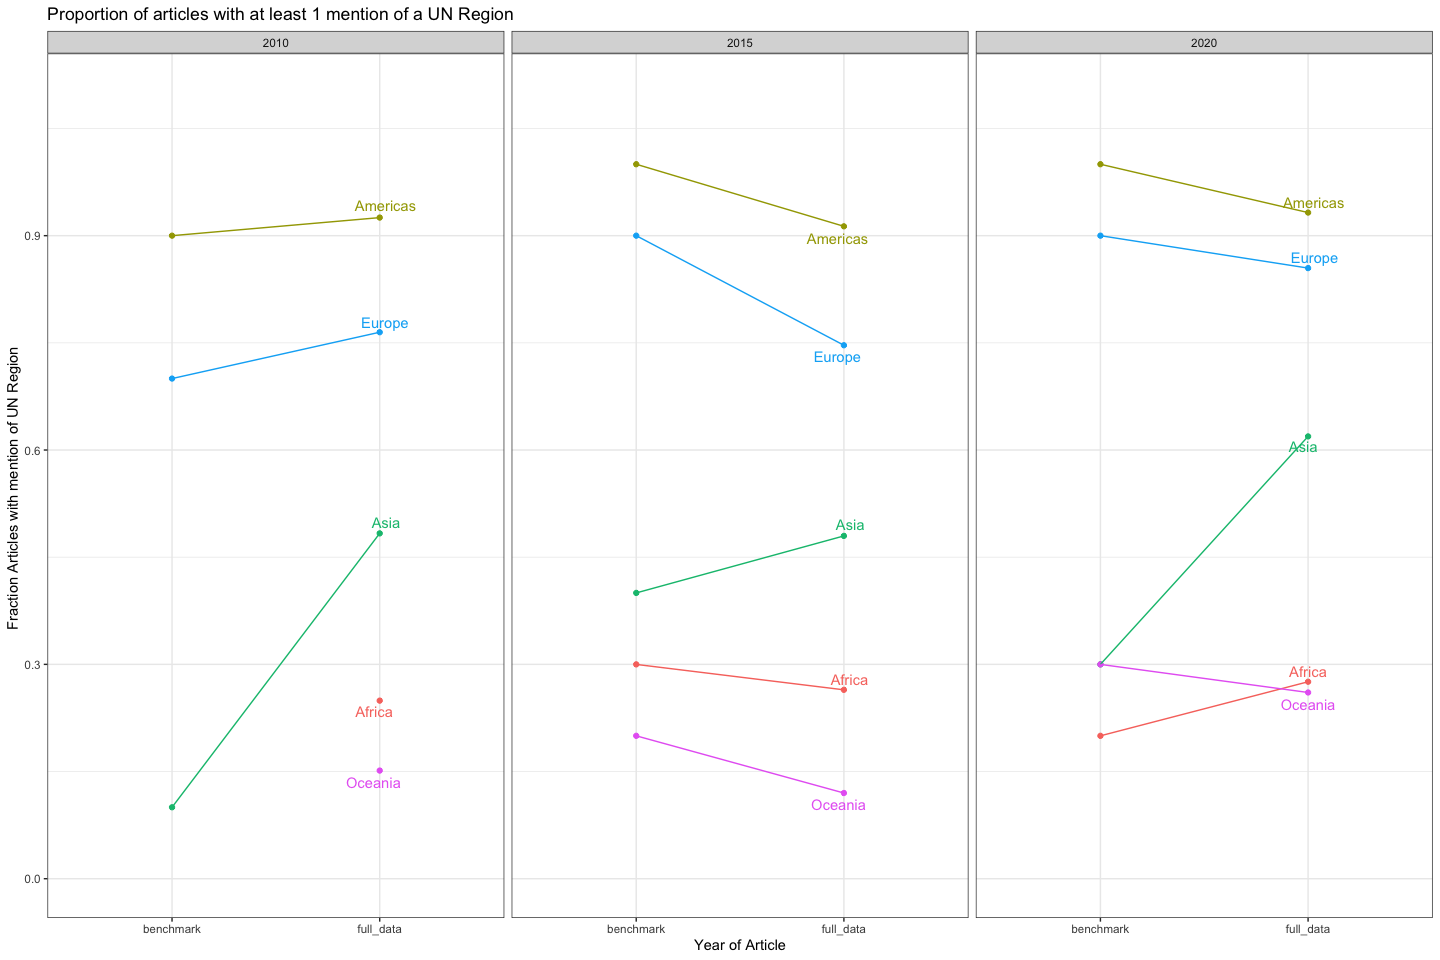 Proportion of articles with at least 1 mention of a UN Region
2010
2015
2020
Fraction Articles with mention of UN Region
0.9
0.6
0.3
0.0
Americas
Europe
Asia
Africa
Oceania
Americas
Europe
Asia
Africa
Oceania
Americas
Europe
Asia
Africa
Oceania
benchmark
full_data
benchmark
full_data
benchmark
full_data
Year of Article